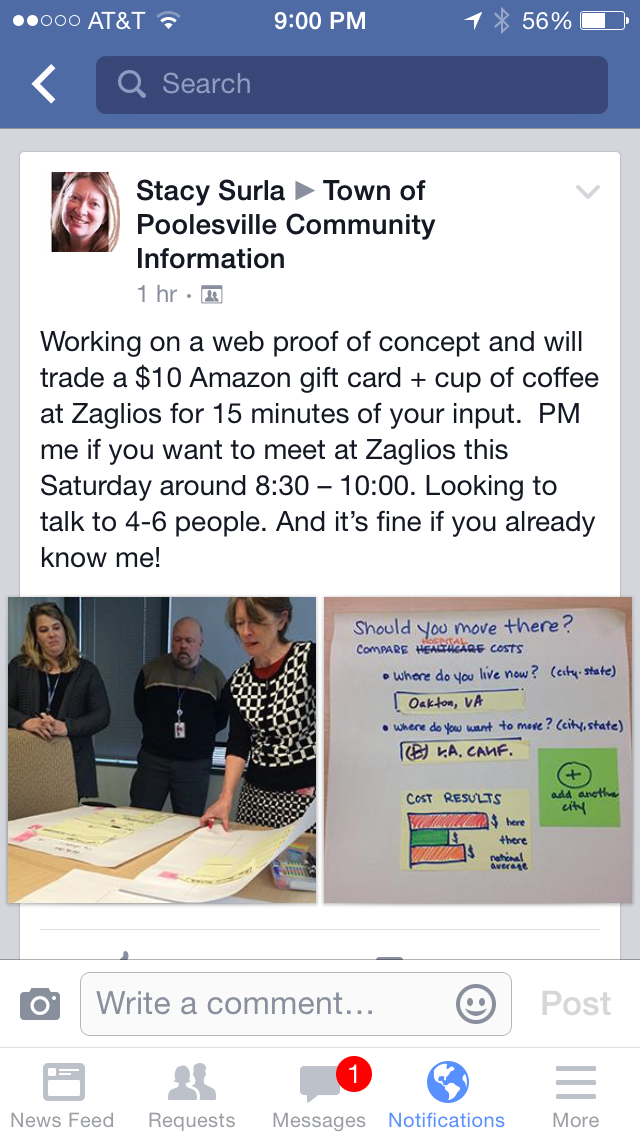 AT&T 9:00 PM 56%
Search
Stacy Surla ▶ Town of
Poolesville Community
Information
1 hr ·
Working on a web proof of concept and will
trade a $10 Amazon gift card + cup of coffee
at Zaglios for 15 minutes of your input.  PM
me if you want to meet at Zaglios this
Saturday around 8:30 – 10:00. Looking to
talk to 4-6 people. And it’s fine if you already
know me!
Should you move there?
HOSPITAL
COMPARE HEALTHCARE COSTS
• Where do you live now? (city-state)
Oakton, VA
• Where do you want to move? (city, state)
L.A. CALIF.
+
add another
city
COST RESULTS
$ here
$ there
$ national
average
Write a comment...
Post
1
News Feed
Requests
Messages
Notifications
More